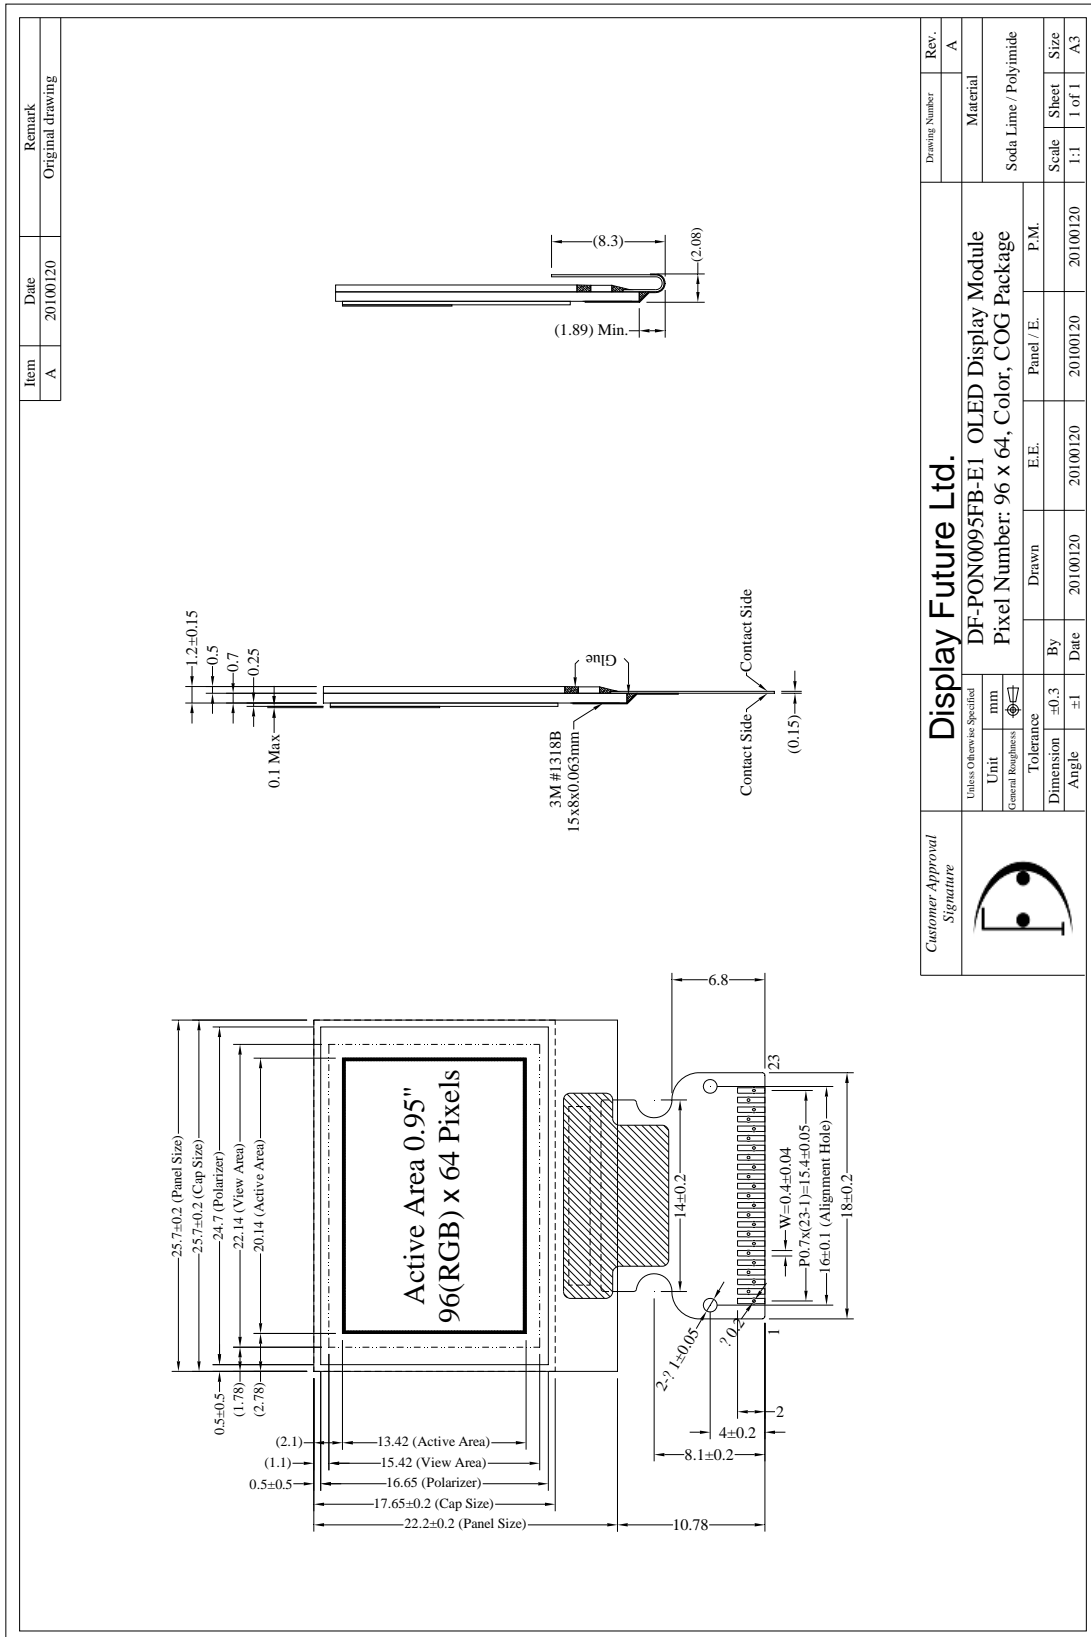 Item
Date
Remark
A
20100120
Original drawing
25.7±0.2 (Panel Size)
25.7±0.2 (Cap Size)
24.7 (Polarizer)
22.14 (View Area)
20.14 (Active Area)
0.5±0.5
(1.78)
(2.78)
Active Area 0.95"
96(RGB) x 64 Pixels
(2.1)
13.42 (Active Area)
(1.1)
15.42 (View Area)
0.5±0.5
16.65 (Polarizer)
17.65±0.2 (Cap Size)
22.2±0.2 (Panel Size)
10.78
14±0.2
6.8
2-? 1±0.05
? 0.2
W=0.4±0.04
P0.7x(23-1)=15.4±0.05
16±0.1 (Alignment Hole)
18±0.2
1
23
2
4±0.2
8.1±0.2
1.2±0.15
0.5
0.7
0.25
0.1 Max
3M #1318B
15x8x0.063mm
Glue
Contact Side
Contact Side
(0.15)
(8.3)
(1.89) Min.
(2.08)
Customer Approval
Signature
Display Future Ltd.
Drawing Number
Rev.
A
Unless Otherwise Specified
Unit
mm
General Roughness
Tolerance
Dimension
±0.3
Angle
±1
DF-PON0095FB-E1 OLED Display Module
Pixel Number: 96 x 64, Color, COG Package
Material
Soda Lime / Polyimide
By
Drawn
E.E.
Panel / E.
P.M.
Scale
Sheet
Size
Date
20100120
20100120
20100120
20100120
1:1
1 of 1
A3